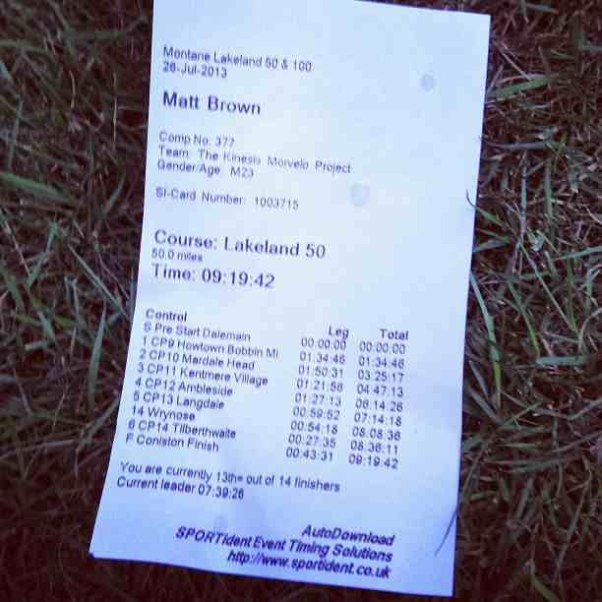 Montane Lakeland 50 & 100
26-Jul-2013
Matt Brown
Comp No: 377
Team: The Kinesis Morvelo Project
Gender/Age: M23
SI-Card Number: 1003715
Course: Lakeland 50
50.0 miles
Time: 09:19:42
Control Leg Total
S Pre Start Dalemain 00:00:00 00:00:00
1 CP9 Howtown Bobbin Mi 01:34:46 01:34:46
2 CP10 Mardale Head 01:50:31 03:25:17
3 CP11 Kentmere Village 01:21:56 04:47:13
4 CP12 Ambleside 01:27:13 06:14:26
5 CP13 Langdale 00:59:52 07:14:18
14 Wrynose 00:54:18 08:08:36
6 CP14 Tilberthwaite 00:27:35 08:36:11
F Coniston Finish 00:43:31 09:19:42
You are currently 13th= out of 14 finishers
Current leader 07:39:26
AutoDownload
SPORTident Event Timing Solutions
http://www.sportident.co.uk